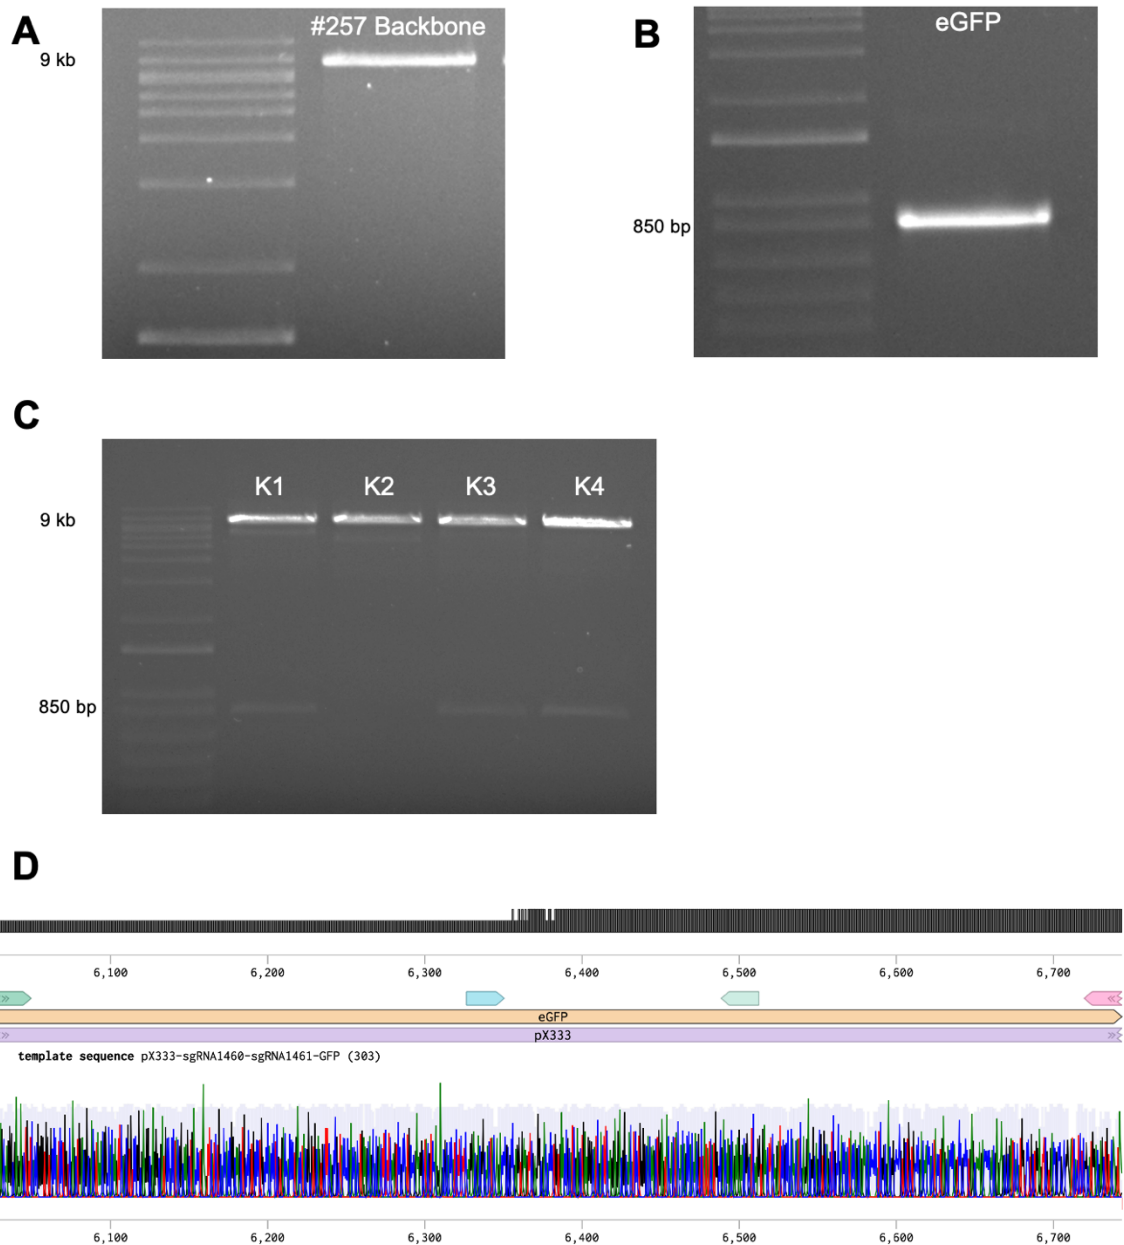 A
#257 Backbone
9 kb
B
eGFP
850 bp
C
K1 K2 K3 K4
9 kb
850 bp
D
6,100 6,200 6,300 6,400 6,500 6,600 6,700
eGFP
pX333
template sequence pX333-sgRNA1460-sgRNA1461-GFP (303)
6,100 6,200 6,300 6,400 6,500 6,600 6,700